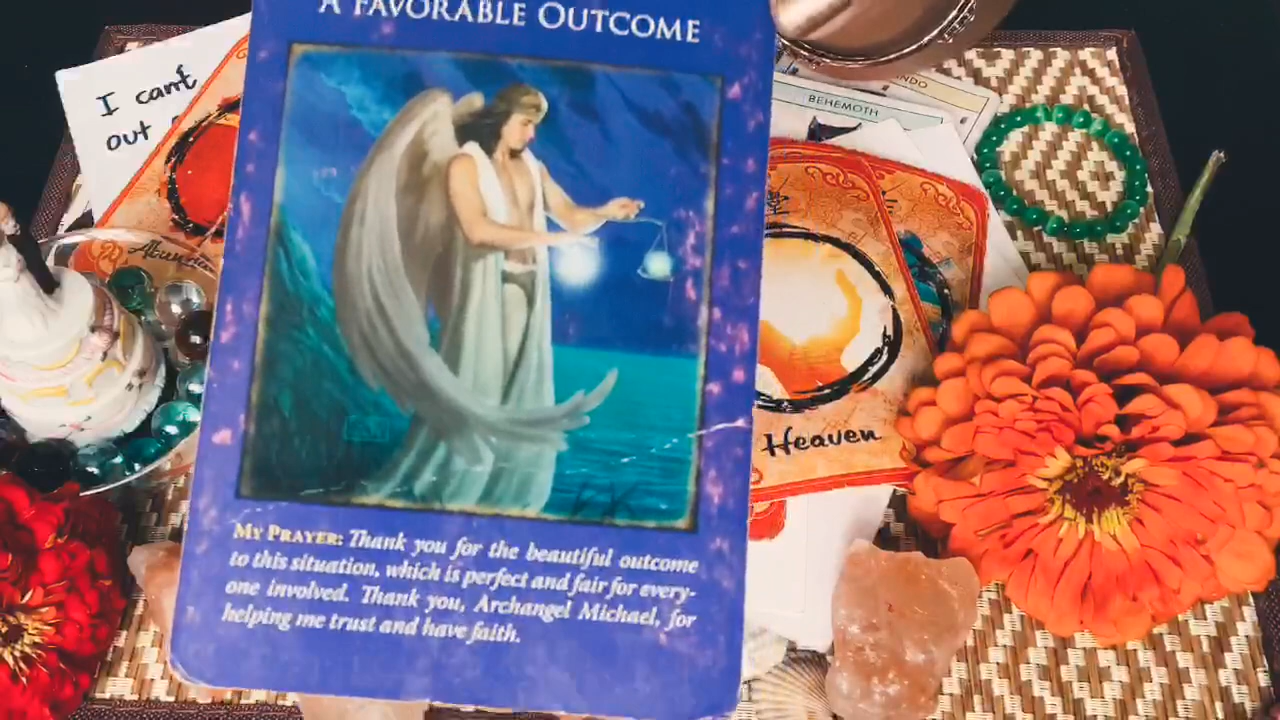 A FAVORABLE OUTCOME
MY PRAYER: Thank you for the beautiful outcome
to this situation, which is perfect and fair for every-
one involved. Thank you, Archangel Michael, for
helping me trust and have faith.
I can't
out
BEHEMOTH
Heaven